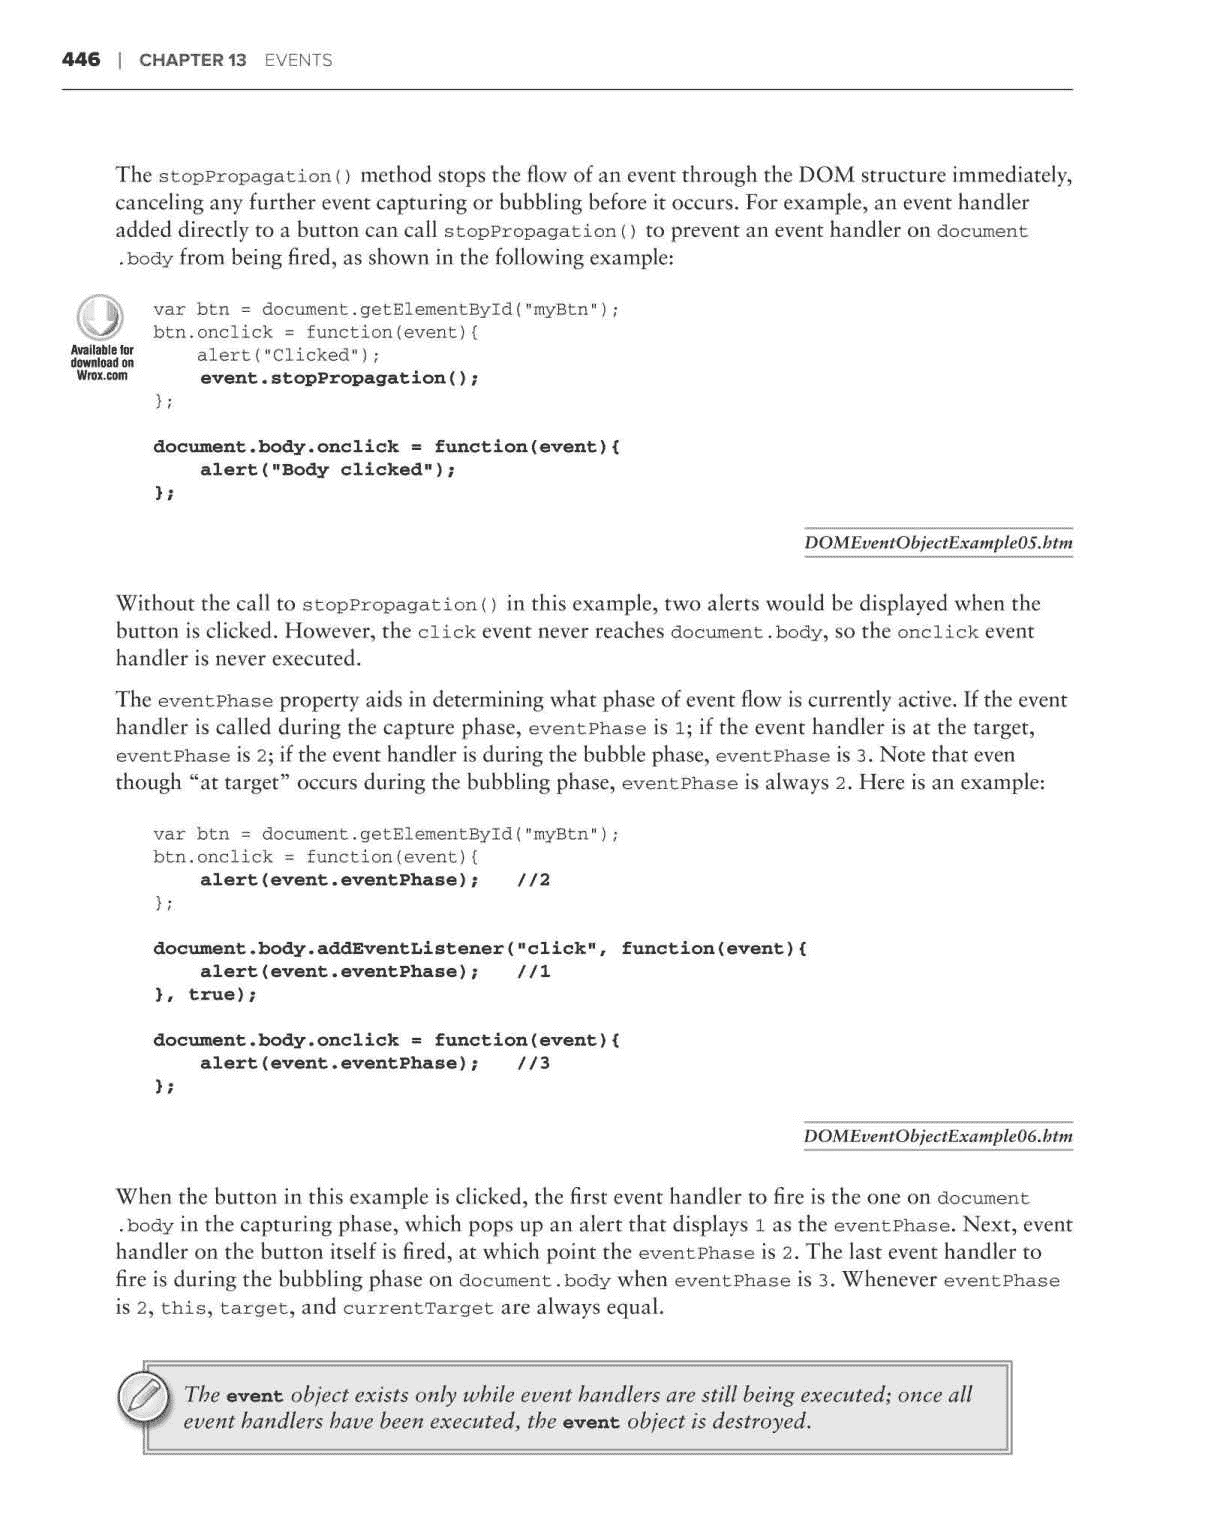 446 | CHAPTER 13 EVENTS
The stopPropagation() method stops the flow of an event through the DOM structure immediately,
canceling any further event capturing or bubbling before it occurs. For example, an event handler
added directly to a button can call stopPropagation() to prevent an event handler on document
.body from being fired, as shown in the following example:
Available for
download on
Wrox.com
var btn = document.getElementById("myBtn");
btn.onclick = function(event){
    alert("Clicked");
    event.stopPropagation();
};
document.body.onclick = function(event){
    alert("Body clicked");
};
DOMEventObjectExample05.htm
Without the call to stopPropagation() in this example, two alerts would be displayed when the
button is clicked. However, the click event never reaches document.body, so the onclick event
handler is never executed.
The eventPhase property aids in determining what phase of event flow is currently active. If the event
handler is called during the capture phase, eventPhase is 1; if the event handler is at the target,
eventPhase is 2; if the event handler is during the bubble phase, eventPhase is 3. Note that even
though “at target” occurs during the bubbling phase, eventPhase is always 2. Here is an example:
var btn = document.getElementById("myBtn");
btn.onclick = function(event){
    alert(event.eventPhase);   //2
};
document.body.addEventListener("click", function(event){
    alert(event.eventPhase);   //1
}, true);
document.body.onclick = function(event){
    alert(event.eventPhase);   //3
};
DOMEventObjectExample06.htm
When the button in this example is clicked, the first event handler to fire is the one on document
.body in the capturing phase, which pops up an alert that displays 1 as the eventPhase. Next, event
handler on the button itself is fired, at which point the eventPhase is 2. The last event handler to
fire is during the bubbling phase on document.body when eventPhase is 3. Whenever eventPhase
is 2, this, target, and currentTarget are always equal.
The event object exists only while event handlers are still being executed; once all
event handlers have been executed, the event object is destroyed.